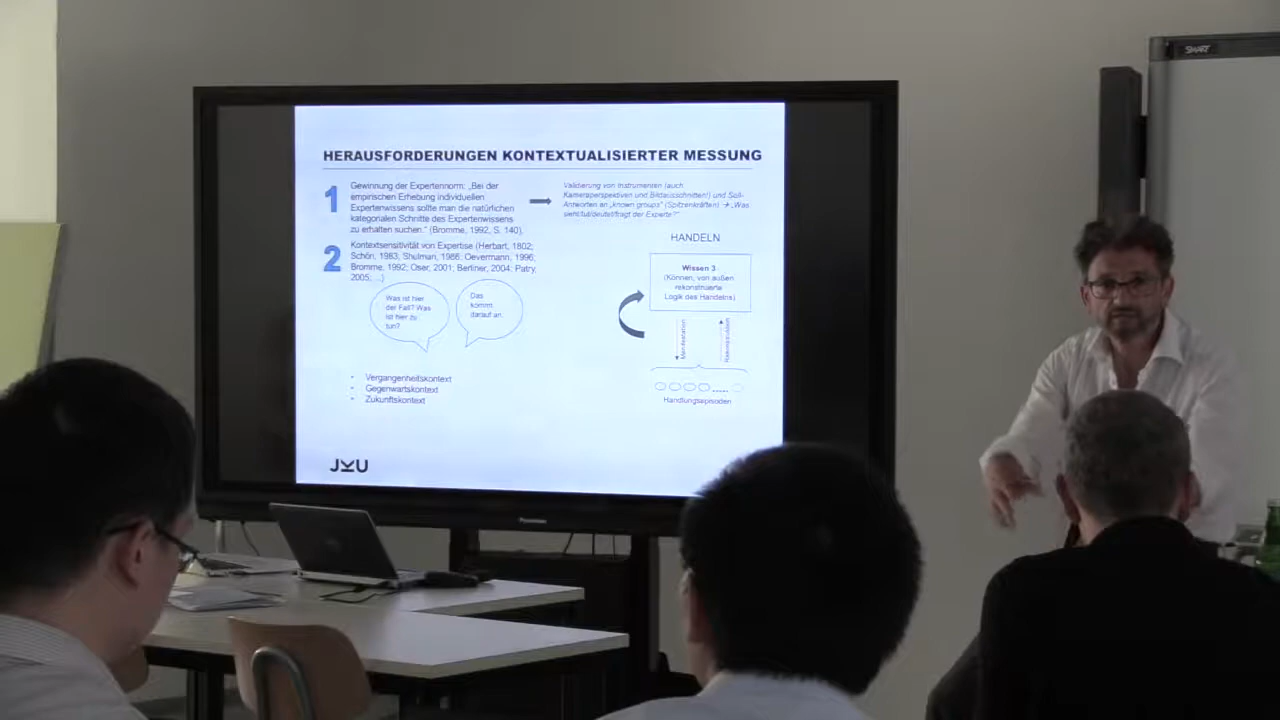 SMART
HERAUSFORDERUNGEN KONTEXTUALISIERTER MESSUNG
1
Gewinnung der Expertennorm: „Bei der
empirischen Erhebung individuellen
Expertenwissens sollte man die natürlichen
kategorialen Schritte des Expertenwissens
zu erhalten suchen.“ (Bromme, 1992, S. 140).
Validierung von Instrumenten (auch
Kameraperspektiven und Bildausschnitten!) und Soll-
Antworten an „known groups“ (Spitzenkräften) → „Was
sieht/tut/deutet/fragt der Experte?“
2
Kontextsensitivität von Expertise (Herbart, 1802;
Schön, 1983, Shulman, 1986; Oevermann, 1996;
Bromme, 1992; Oser, 2001; Berliner, 2004; Patry,
2005; ...)
Was ist hier
der Fall? Was
ist hier zu
tun?
Das
kommt
darauf an.
- Vergangenheitskontext
- Gegenwartskontext
- Zukunftskontext
HANDELN
Wissen 3
(Können, von außen
rekonstruierte
Logik des Handelns)
Manifestation
Handlungsepisoden
JKU
Panasonic